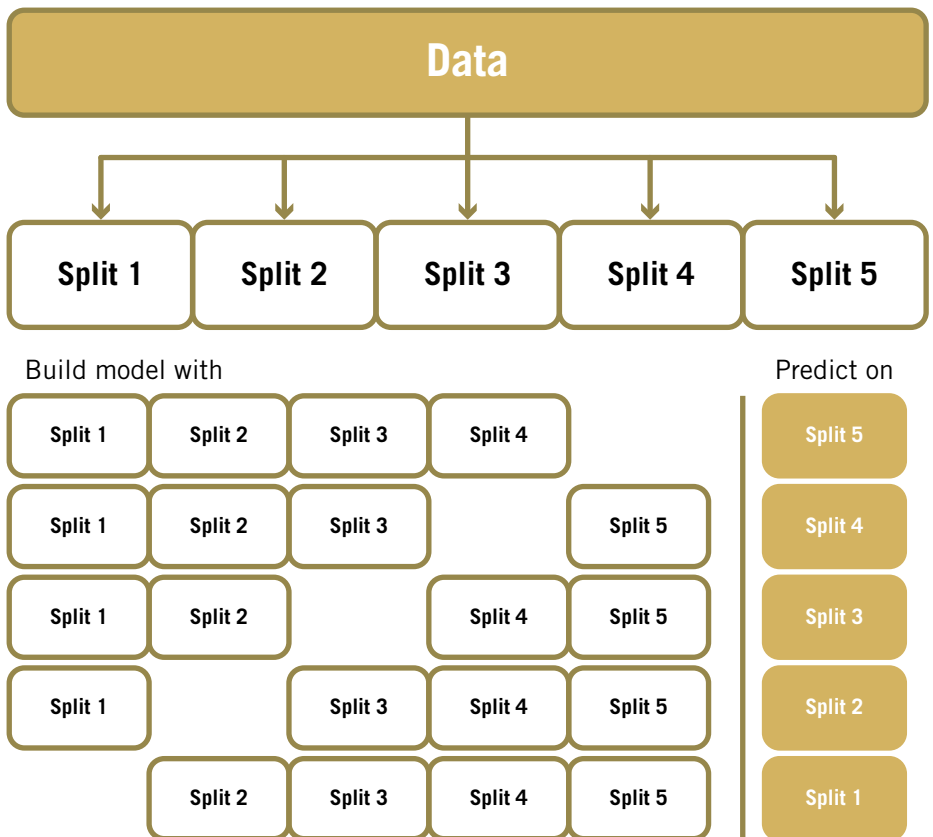 Data
Split 1 Split 2 Split 3 Split 4 Split 5
Build model with Predict on
Split 1 Split 2 Split 3 Split 4 Split 5
Split 1 Split 2 Split 3 Split 5 Split 4
Split 1 Split 2 Split 4 Split 5 Split 3
Split 1 Split 3 Split 4 Split 5 Split 2
Split 2 Split 3 Split 4 Split 5 Split 1